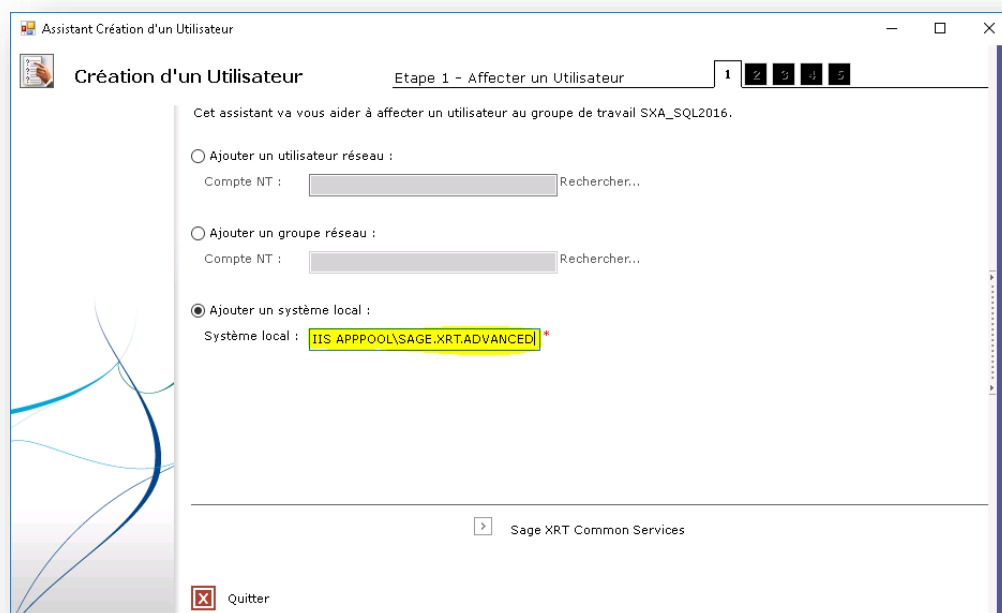 Assistant Création d'un Utilisateur
Création d'un Utilisateur
Etape 1 - Affecter un Utilisateur
1 2 3 4 5
Cet assistant va vous aider à affecter un utilisateur au groupe de travail SXA_SQL2016.
Ajouter un utilisateur réseau :
Compte NT : Rechercher...
Ajouter un groupe réseau :
Compte NT : Rechercher...
Ajouter un système local :
Système local : IIS APPPOOL\SAGE.XRT.ADVANCED *
Sage XRT Common Services
Quitter